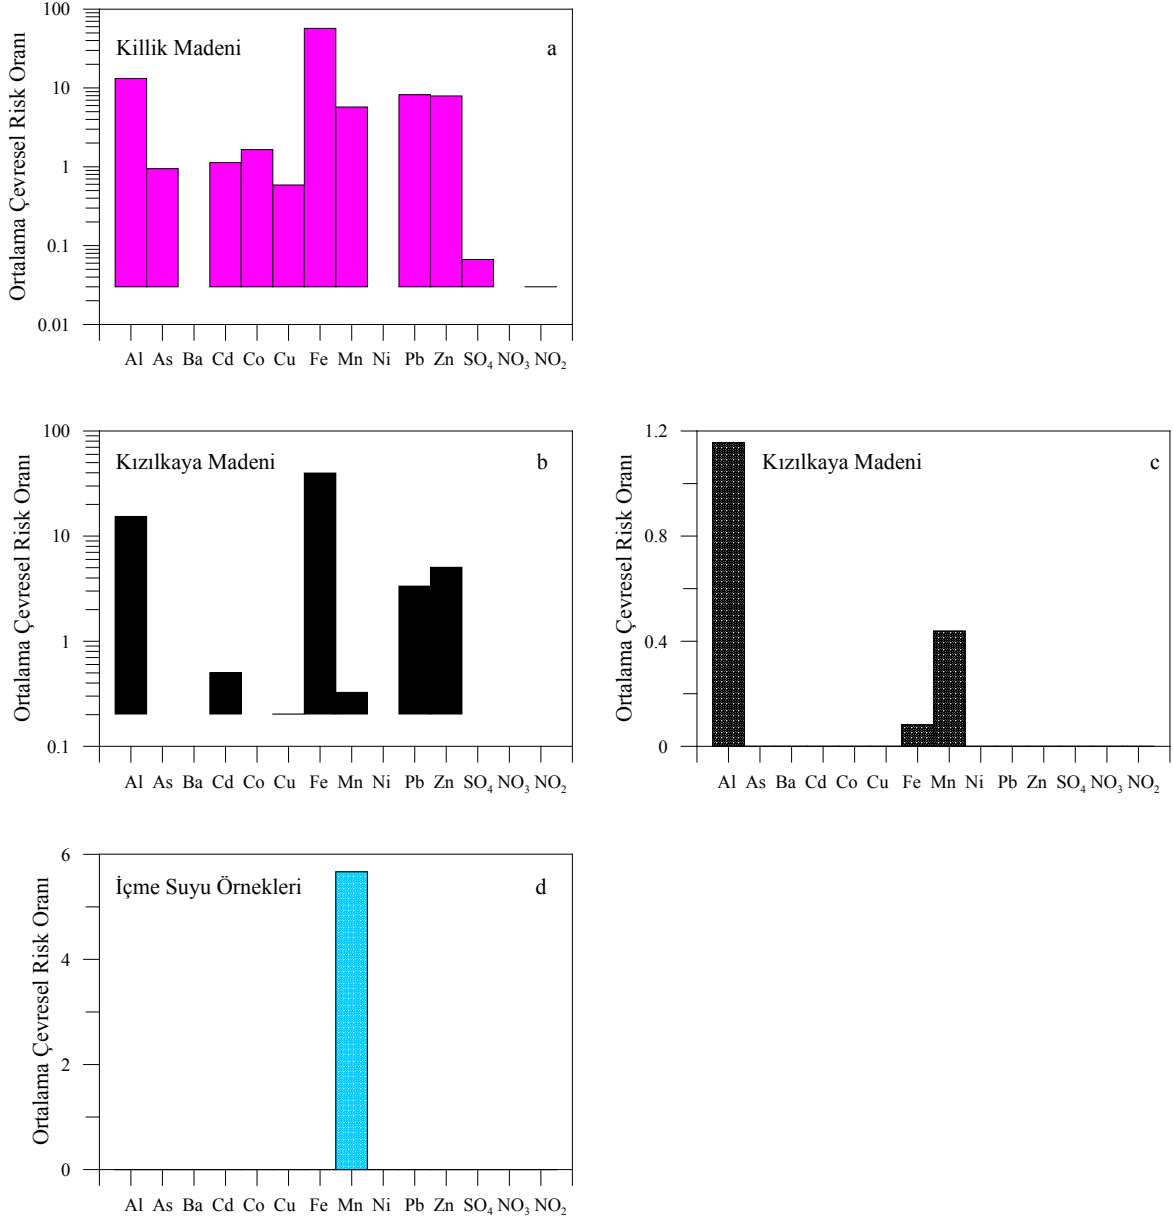 100
10
1
0.1
0.01
Ortalama Çevresel Risk Oranı
Killik Madeni
a
Al As Ba Cd Co Cu Fe Mn Ni Pb Zn SO₄ NO₃ NO₂
100
10
1
0.1
Ortalama Çevresel Risk Oranı
Kızılkaya Madeni
b
Al As Ba Cd Co Cu Fe Mn Ni Pb Zn SO₄ NO₃ NO₂
1.2
0.8
0.4
0
Ortalama Çevresel Risk Oranı
Kızılkaya Madeni
c
Al As Ba Cd Co Cu Fe Mn Ni Pb Zn SO₄ NO₃ NO₂
6
4
2
0
Ortalama Çevresel Risk Oranı
İçme Suyu Örnekleri
d
Al As Ba Cd Co Cu Fe Mn Ni Pb Zn SO₄ NO₃ NO₂